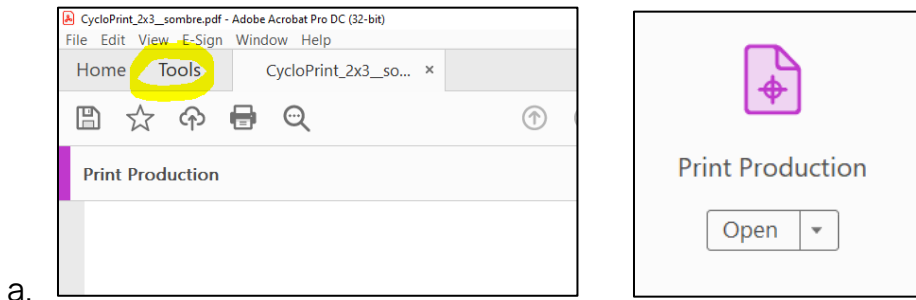 CycloPrint_2x3__sombre.pdf - Adobe Acrobat Pro DC (32-bit)
File Edit View E-Sign Window Help
Home Tools CycloPrint_2x3__so... ×
Print Production
Print Production
Open
a.